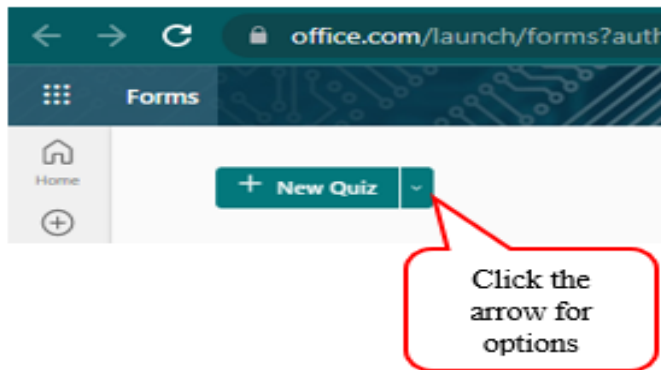 office.com/launch/forms?auth
Forms
Home
+ New Quiz
Click the
arrow for
options